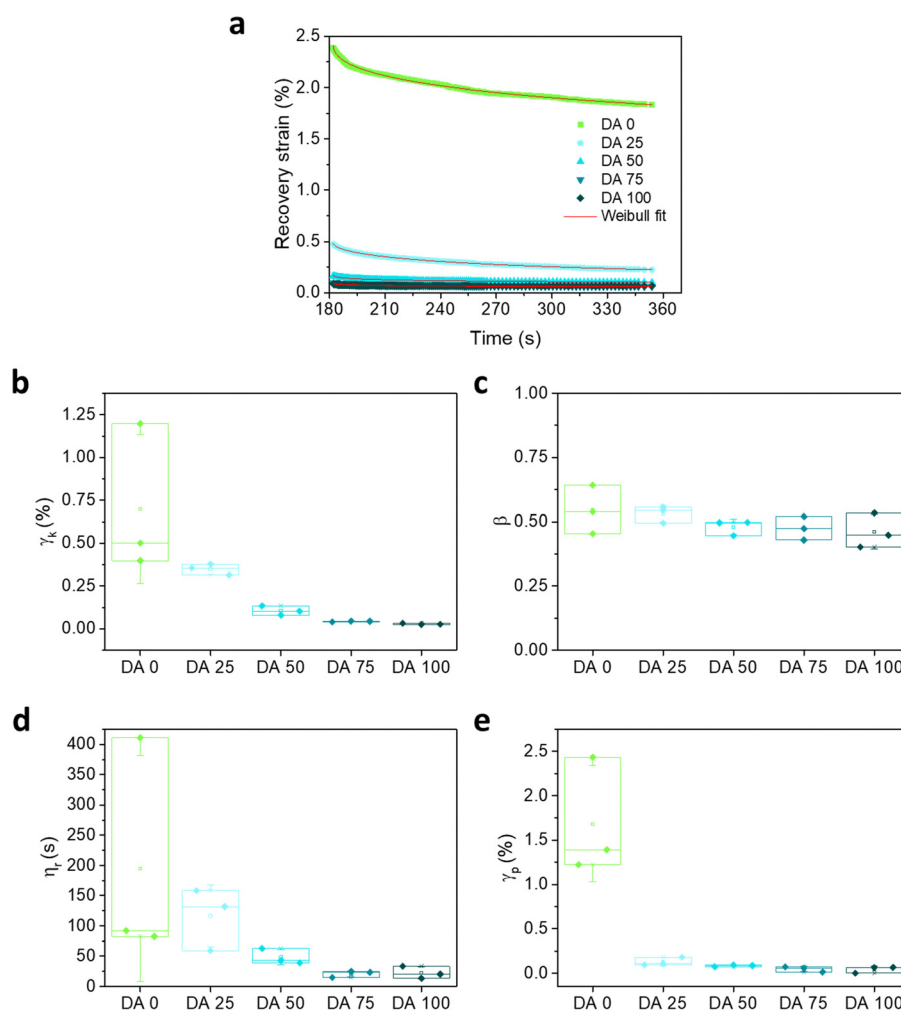 a
Recovery strain (%)
2.5
2.0
1.5
1.0
0.5
0.0
DA 0
DA 25
DA 50
DA 75
DA 100
Weibull fit
180 210 240 270 300 330 360
Time (s)
b
γk (%)
1.25
1.00
0.75
0.50
0.25
0.00
DA 0 DA 25 DA 50 DA 75 DA 100
c
β
1.00
0.75
0.50
0.25
0.00
DA 0 DA 25 DA 50 DA 75 DA 100
d
ηr (s)
400
350
300
250
200
150
100
50
0
DA 0 DA 25 DA 50 DA 75 DA 100
e
γp (%)
2.5
2.0
1.5
1.0
0.5
0.0
DA 0 DA 25 DA 50 DA 75 DA 100